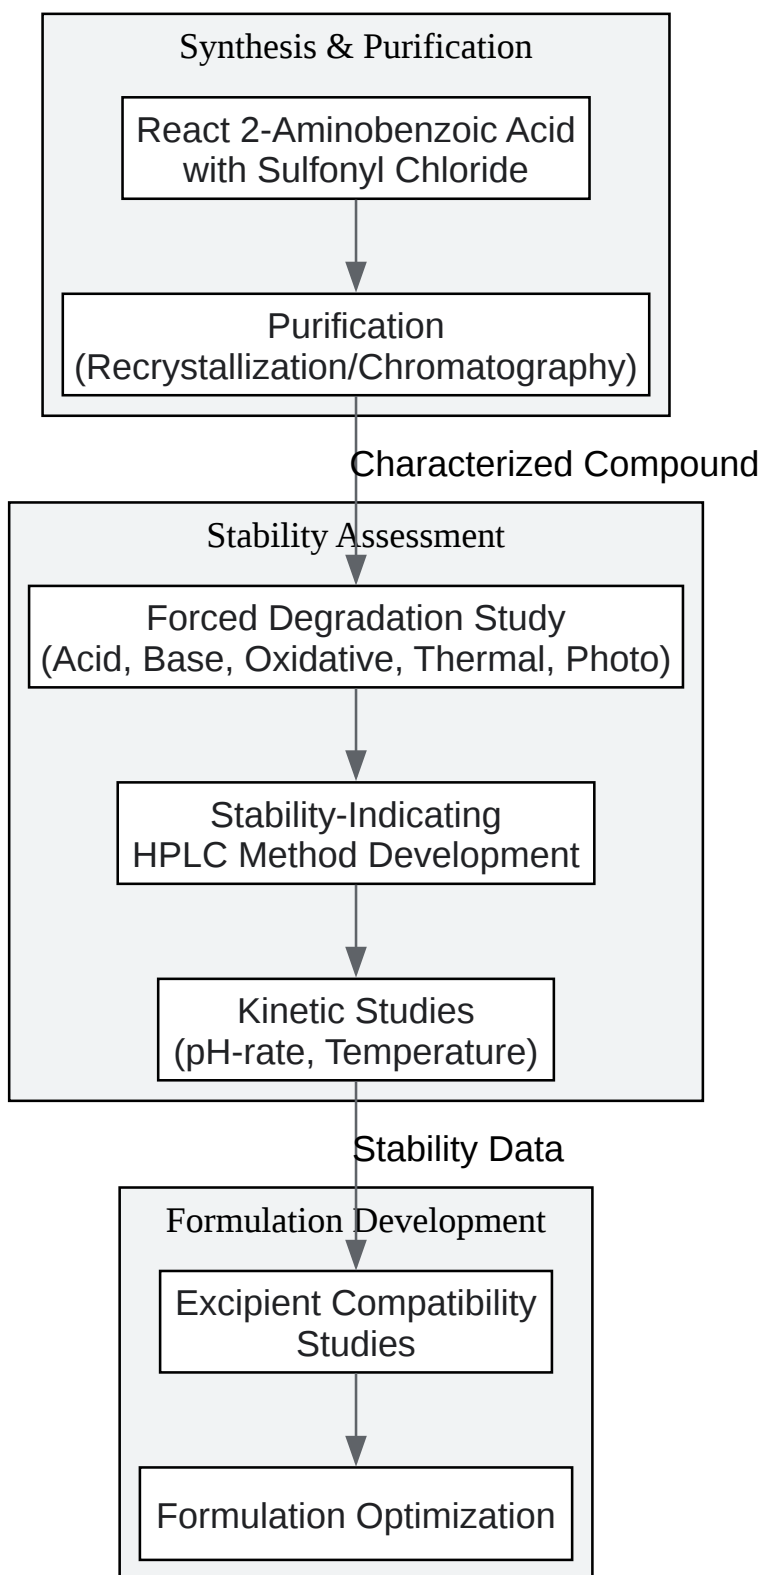 Synthesis & Purification
React 2-Aminobenzoic Acid
with Sulfonyl Chloride
Purification
(Recrystallization/Chromatography)
Characterized Compound
Stability Assessment
Forced Degradation Study
(Acid, Base, Oxidative, Thermal, Photo)
Stability-Indicating
HPLC Method Development
Kinetic Studies
(pH-rate, Temperature)
Stability Data
Formulation Development
Excipient Compatibility
Studies
Formulation Optimization